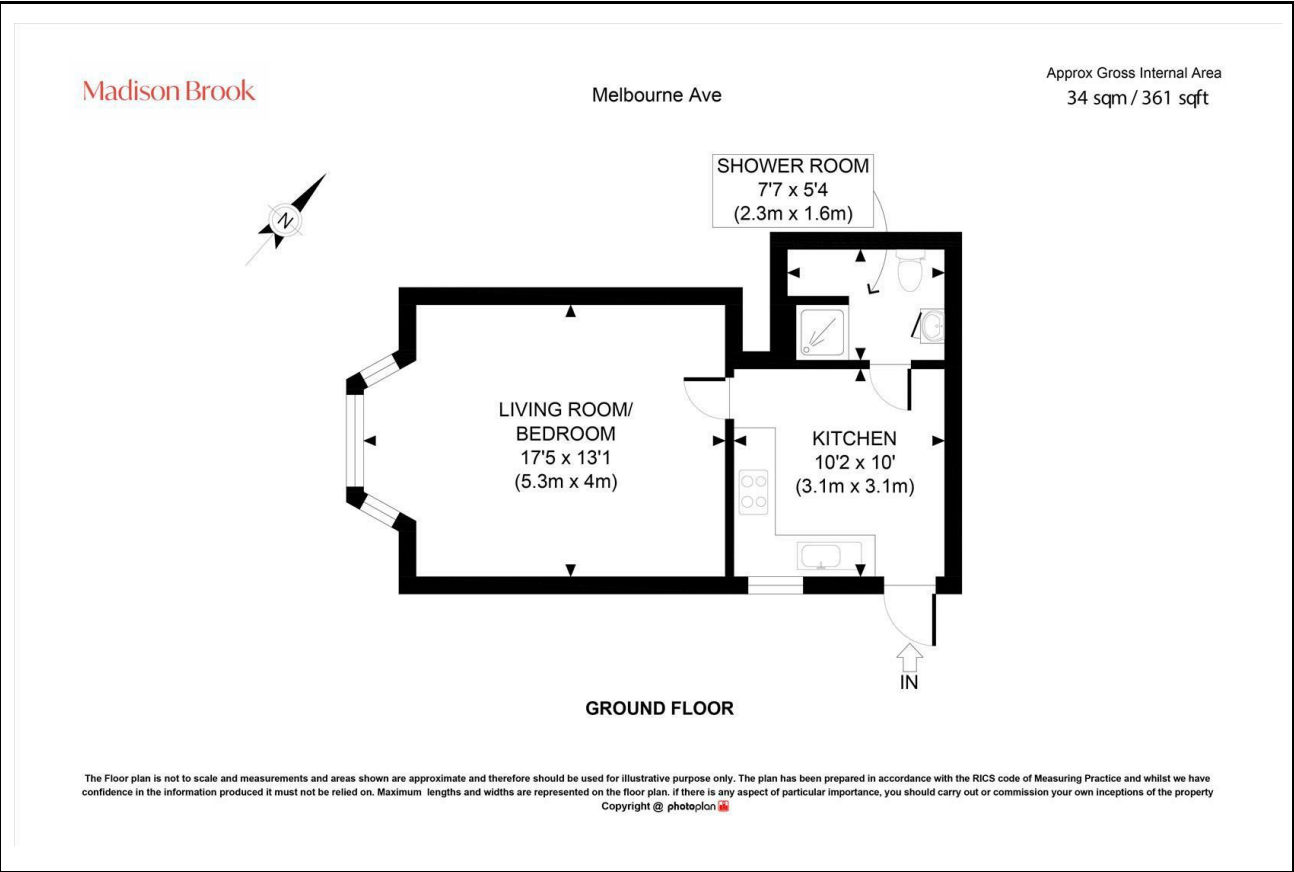 Madison Brook
Melbourne Ave
Approx Gross Internal Area
34 sqm / 361 sqft
N
SHOWER ROOM
7'7 x 5'4
(2.3m x 1.6m)
LIVING ROOM/
BEDROOM
17'5 x 13'1
(5.3m x 4m)
KITCHEN
10'2 x 10'
(3.1m x 3.1m)
IN
GROUND FLOOR
The Floor plan is not to scale and measurements and areas shown are approximate and therefore should be used for illustrative purpose only. The plan has been prepared in accordance with the RICS code of Measuring Practice and whilst we have
confidence in the information produced it must not be relied on. Maximum lengths and widths are represented on the floor plan. if there is any aspect of particular importance, you should carry out or commission your own inceptions of the property
Copyright @ photoplan